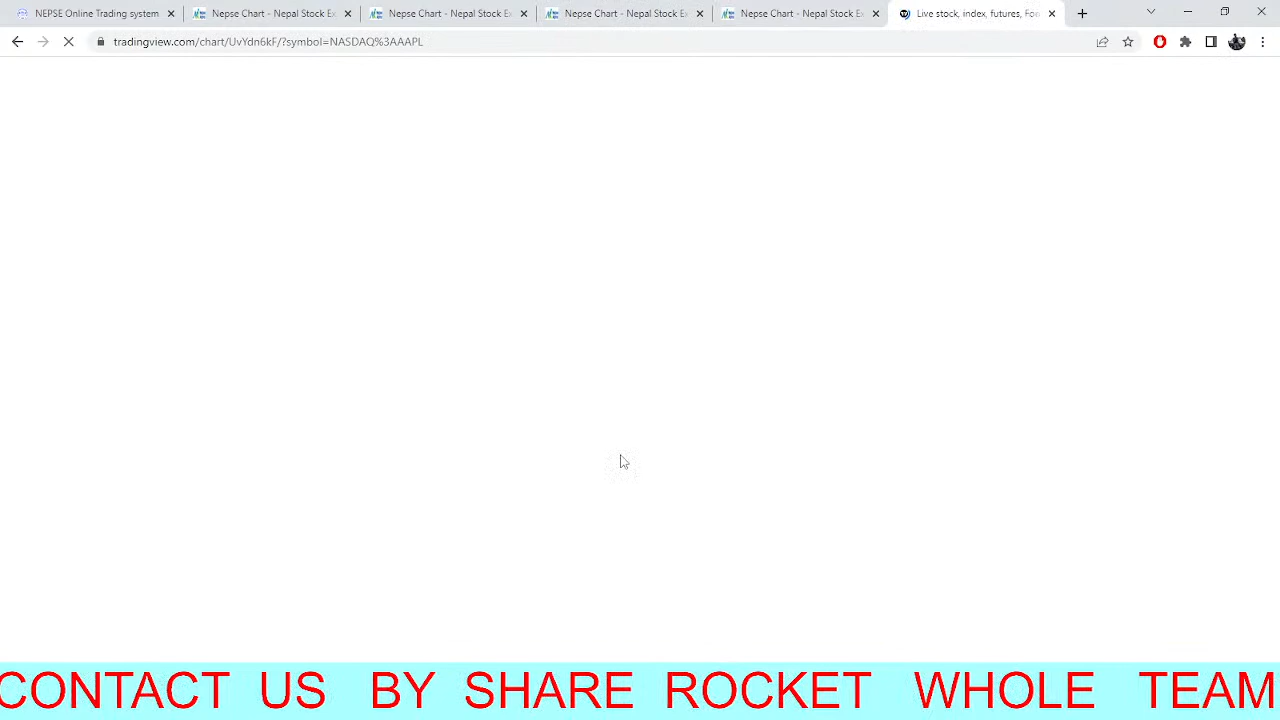 NEPSE Online Trading system
Nepse Chart - Nepal Stock Ex
Nepse Chart - Nepal Stock Ex
Nepse Chart - Nepal Stock Ex
Nepse Chart - Nepal Stock Ex
Live stock, index, futures, For
tradingview.com/chart/UvYdn6kF/?symbol=NASDAQ%3AAAPL
CONTACT US BY SHARE ROCKET WHOLE TEAM